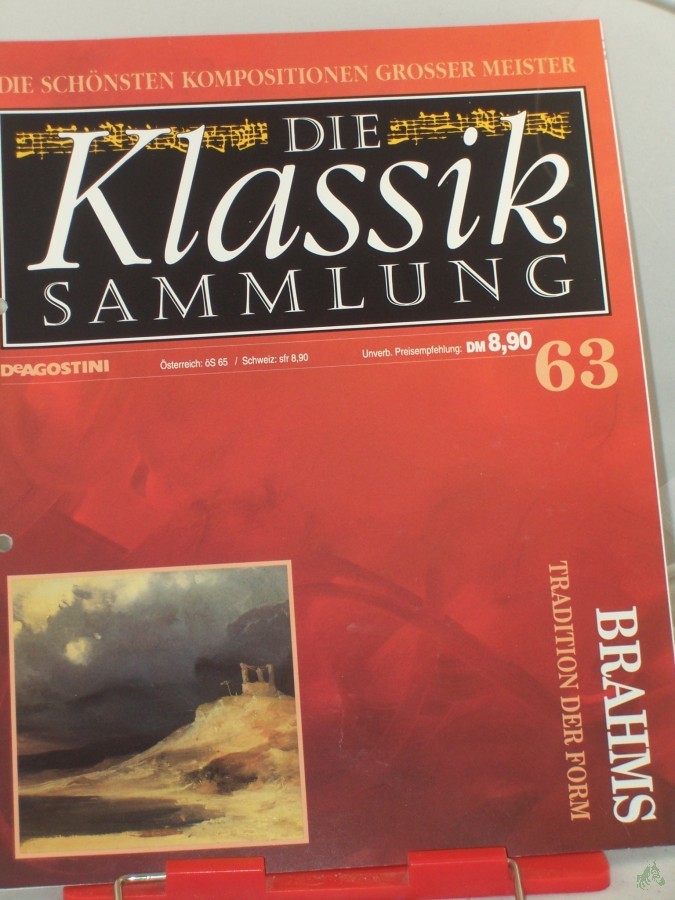 DIE SCHÖNSTEN KOMPOSITIONEN GROSSER MEISTER
DIE
Klassik
SAMMLUNG
DeAGOSTINI
Österreich: öS 65 / Schweiz: sfr 8,90
Unverb. Preisempfehlung: DM 8,90
63
BRAHMS
TRADITION DER FORM